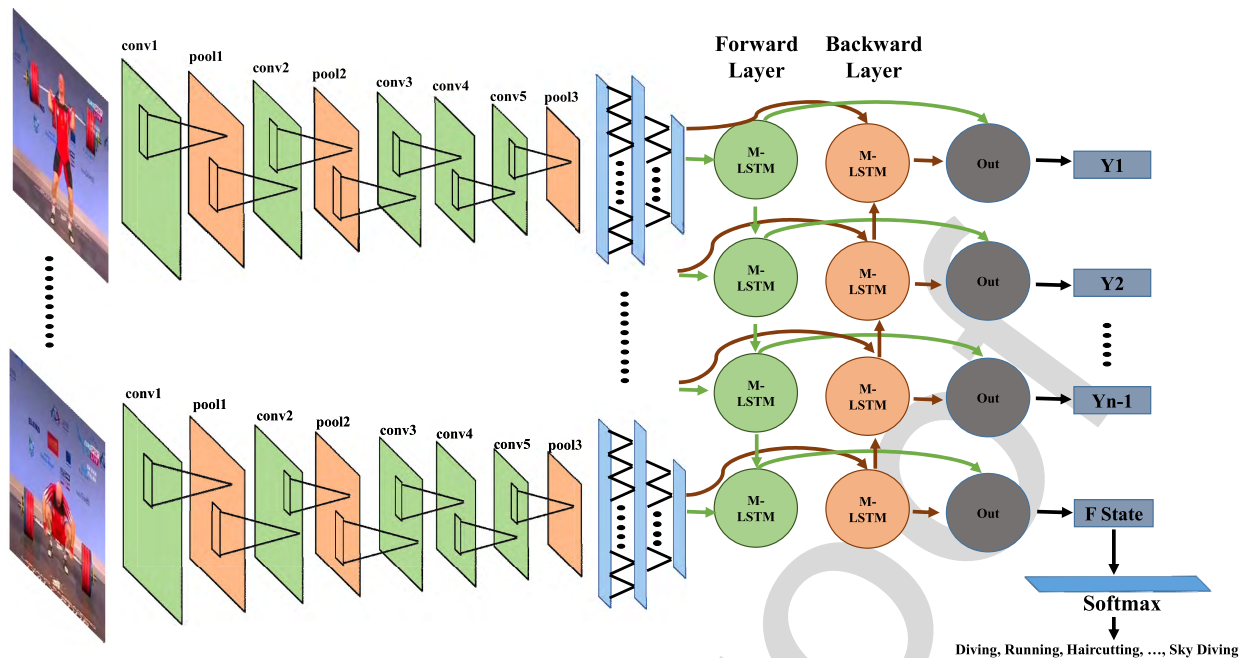 Forward Layer
Backward Layer
conv1
pool1
conv2
pool2
conv3
conv4
conv5
pool3
M-LSTM
M-LSTM
Out
Y1
M-LSTM
M-LSTM
Out
Y2
M-LSTM
M-LSTM
Out
Yn-1
conv1
pool1
conv2
pool2
conv3
conv4
conv5
pool3
M-LSTM
M-LSTM
Out
F State
Softmax
Diving, Running, Haircutting, …, Sky Diving